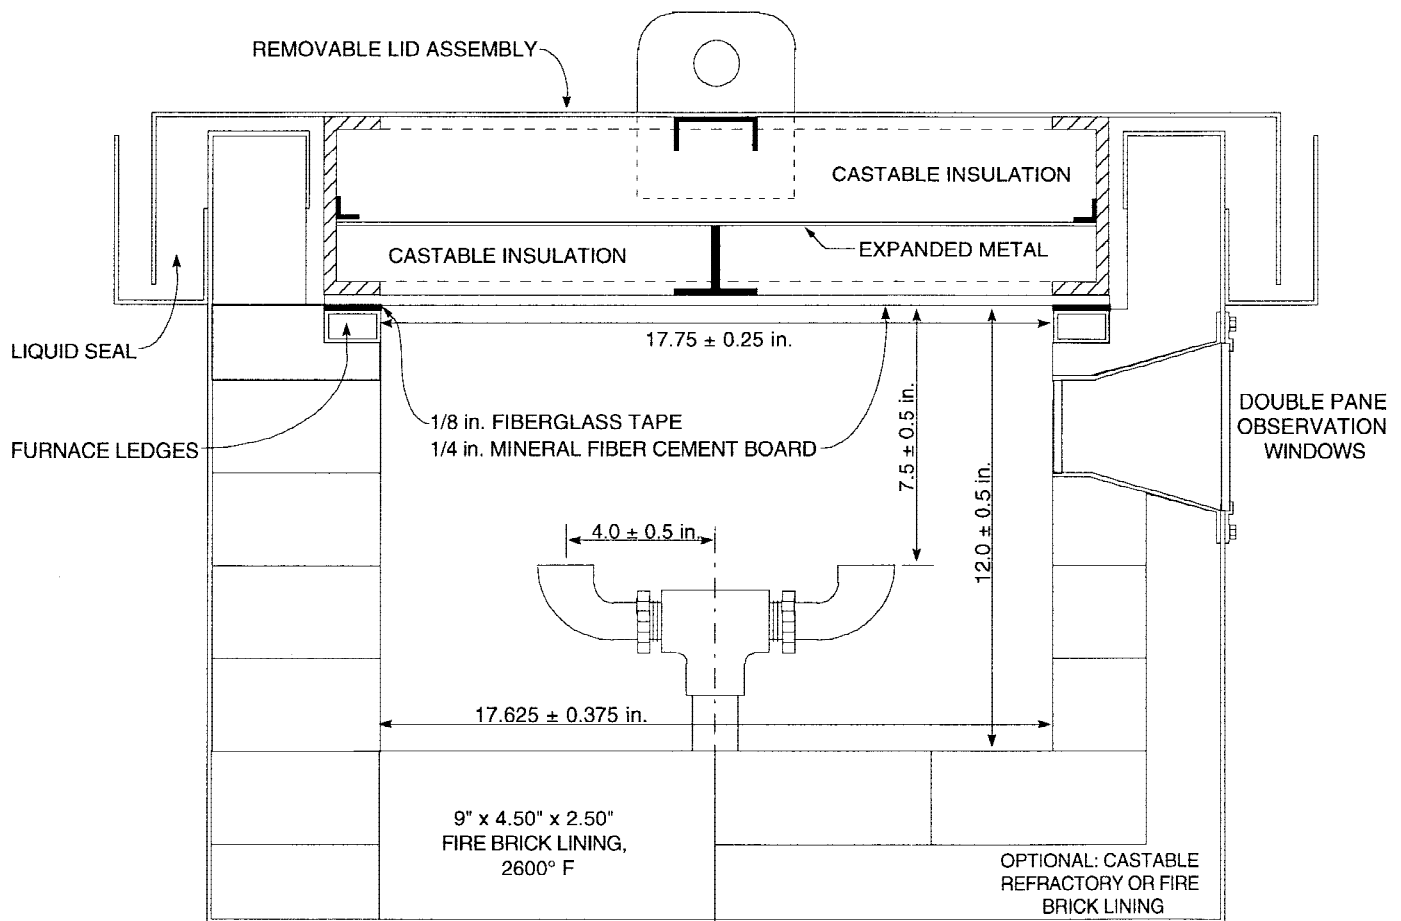 REMOVABLE LID ASSEMBLY
CASTABLE INSULATION
CASTABLE INSULATION
EXPANDED METAL
17.75 ± 0.25 in.
LIQUID SEAL
1/8 in. FIBERGLASS TAPE
1/4 in. MINERAL FIBER CEMENT BOARD
FURNACE LEDGES
7.5 ± 0.5 in.
12.0 ± 0.5 in.
DOUBLE PANE
OBSERVATION
WINDOWS
4.0 ± 0.5 in.
17.625 ± 0.375 in.
9" x 4.50" x 2.50"
FIRE BRICK LINING,
2600° F
OPTIONAL: CASTABLE
REFRACTORY OR FIRE
BRICK LINING